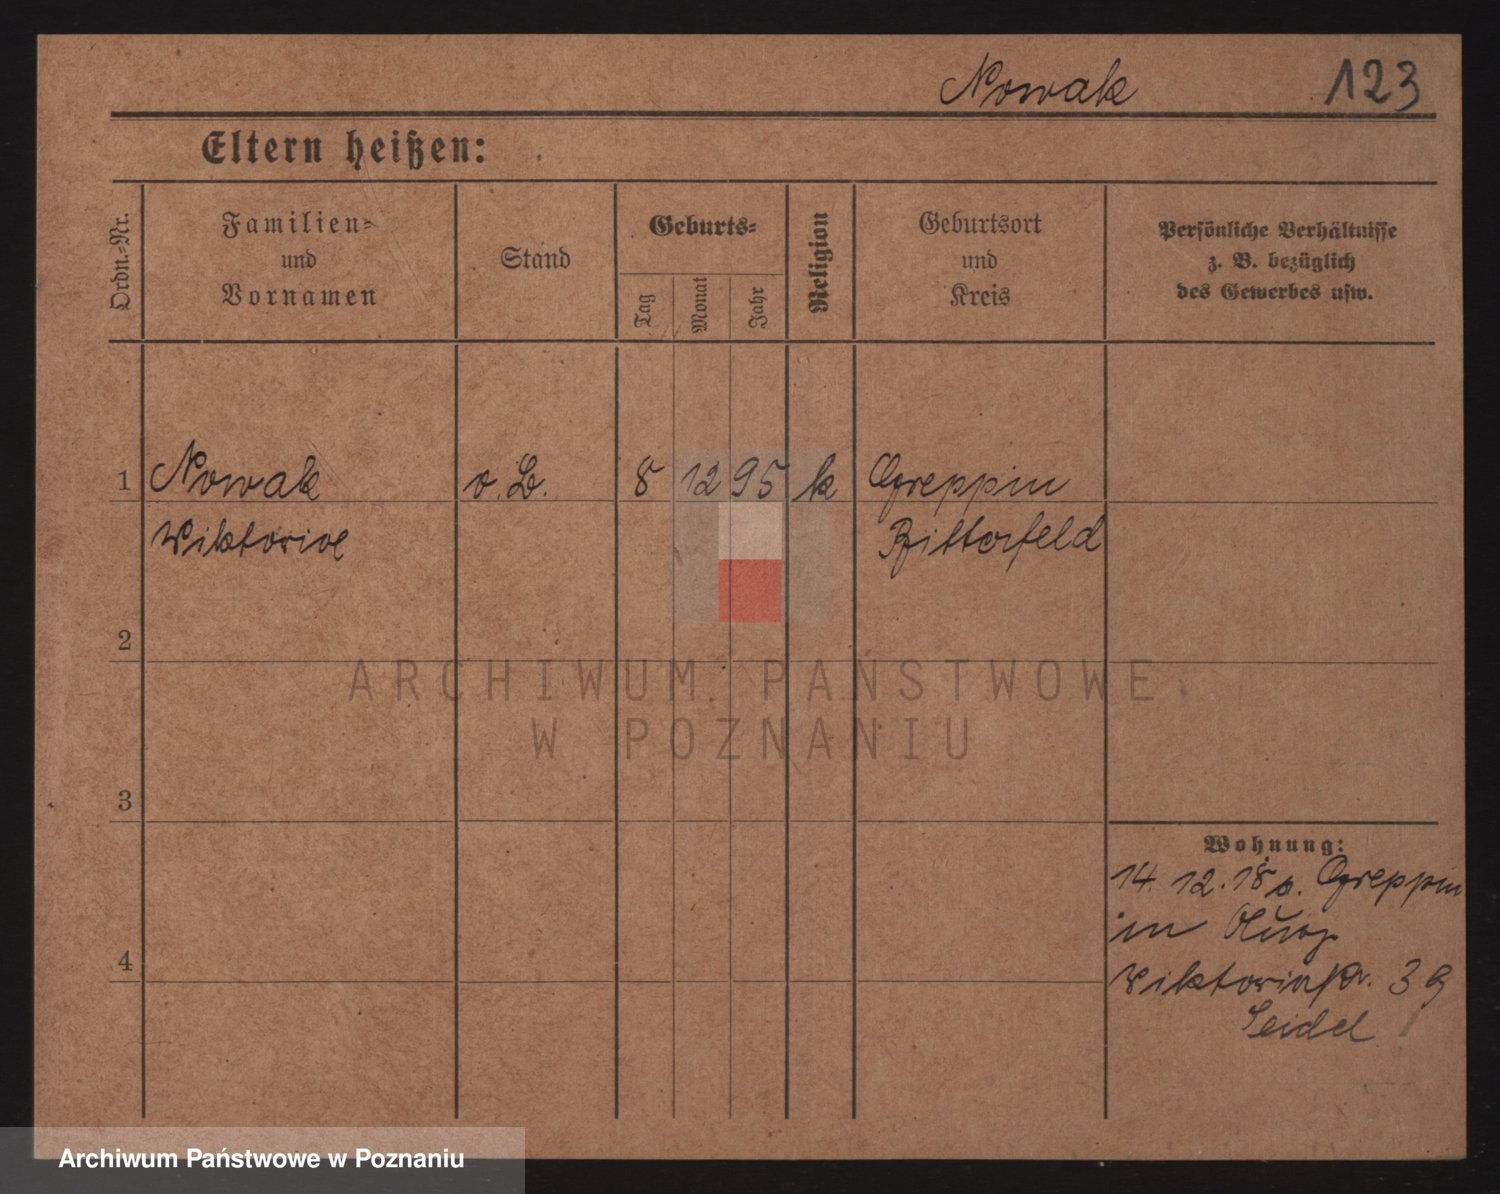 Nowak 123
Eltern heißen:
Ordn.-Nr.
Familien-
und
Vornamen
Stand
Geburts-
Tag
Monat
Jahr
Religion
Geburtsort
und
Kreis
Persönliche Verhältnisse
z. B. bezüglich
des Gewerbes usw.
1 Nowak o. B. 8 12 95 k Greppin
Bitterfeld
2
ARCHIWUM PAŃSTWOWE
W POZNANIU
3
Wohnung:
14. 12. 18 Greppin
in
4
Viktoriastr. 39
Seidel
Archiwum Państwowe w Poznaniu